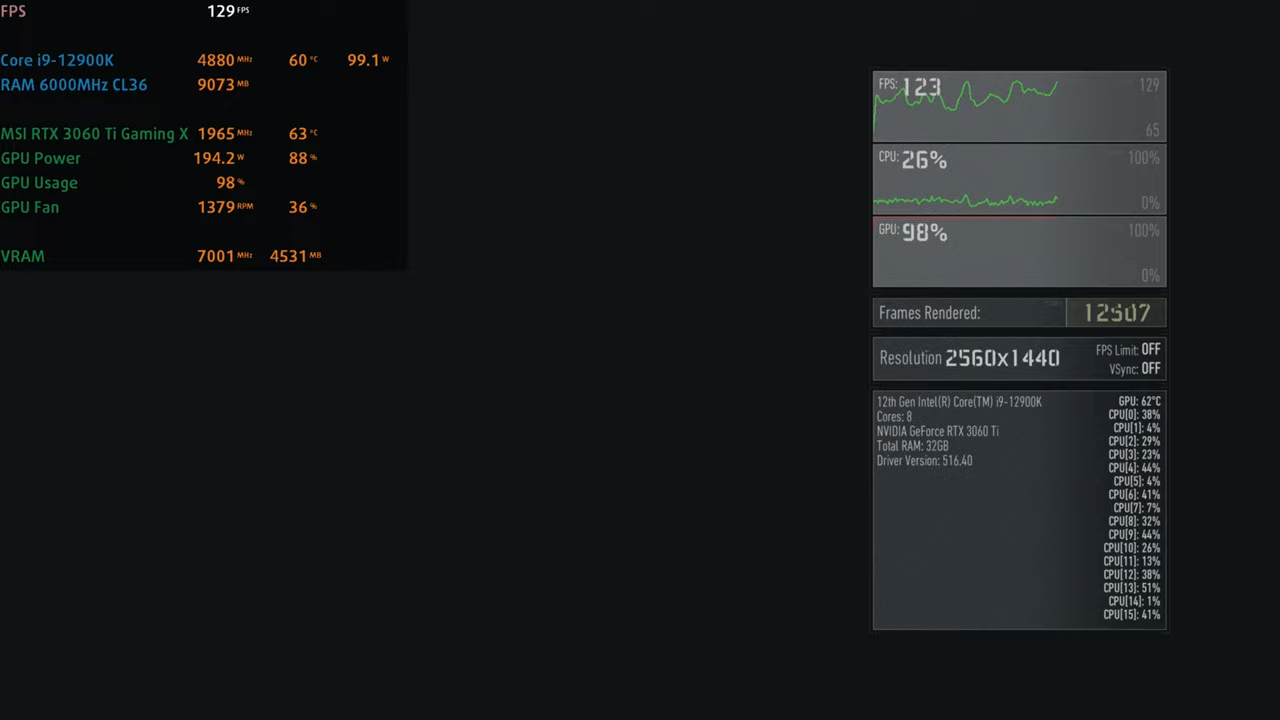 FPS 129 FPS
Core i9-12900K 4880 MHz 60 °C 99.1 W
RAM 6000MHz CL36 9073 MB
MSI RTX 3060 Ti Gaming X 1965 MHz 63 °C
GPU Power 194.2 W 88 %
GPU Usage 98 %
GPU Fan 1379 RPM 36 %
VRAM 7001 MHz 4531 MB
FPS: 123 129
65
CPU: 26% 100%
0%
GPU: 98% 100%
0%
Frames Rendered: 12507
Resolution 2560x1440 FPS Limit: OFF
VSync: OFF
12th Gen Intel(R) Core(TM) i9-12900K
Cores: 8
NVIDIA GeForce RTX 3060 Ti
Total RAM: 32GB
Driver Version: 516.40
GPU: 62°C
CPU[0]: 38%
CPU[1]: 4%
CPU[2]: 29%
CPU[3]: 23%
CPU[4]: 44%
CPU[5]: 4%
CPU[6]: 41%
CPU[7]: 7%
CPU[8]: 32%
CPU[9]: 44%
CPU[10]: 26%
CPU[11]: 13%
CPU[12]: 38%
CPU[13]: 51%
CPU[14]: 1%
CPU[15]: 41%